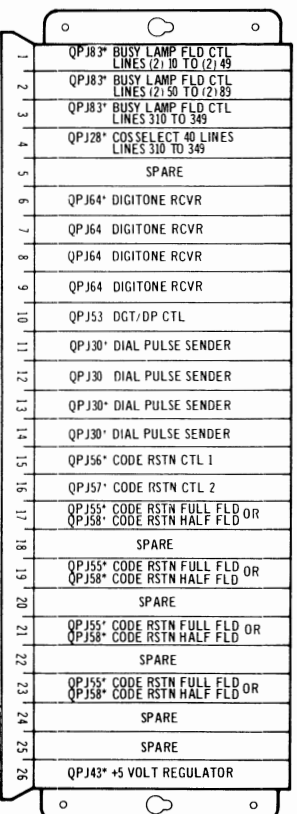 1 QPJ83* BUSY LAMP FLD CTL
LINES (2) 10 TO (2) 49
2 QPJ83* BUSY LAMP FLD CTL
LINES (2) 50 TO (2) 89
3 QPJ83* BUSY LAMP FLD CTL
LINES 310 TO 349
4 QPJ28* COSSELECT 40 LINES
LINES 310 TO 349
5 SPARE
6 QPJ64* DIGITONE RCVR
7 QPJ64 DIGITONE RCVR
8 QPJ64 DIGITONE RCVR
9 QPJ64 DIGITONE RCVR
10 QPJ53 DGT/DP CTL
11 QPJ30* DIAL PULSE SENDER
12 QPJ30 DIAL PULSE SENDER
13 QPJ30* DIAL PULSE SENDER
14 QPJ30* DIAL PULSE SENDER
15 QPJ56* CODE RSTN CTL 1
16 QPJ57* CODE RSTN CTL 2
17 QPJ55* CODE RSTN FULL FLD OR
QPJ58* CODE RSTN HALF FLD
18 SPARE
19 QPJ55* CODE RSTN FULL FLD OR
QPJ58* CODE RSTN HALF FLD
20 SPARE
21 QPJ55* CODE RSTN FULL FLD OR
QPJ58* CODE RSTN HALF FLD
22 SPARE
23 QPJ55* CODE RSTN FULL FLD OR
QPJ58* CODE RSTN HALF FLD
24 SPARE
25 SPARE
26 QPJ43* +5 VOLT REGULATOR